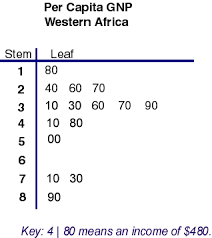 Per Capita GNP
Western Africa
Stem Leaf
1 80
2 40 60 70
3 10 30 60 70 90
4 10 80
5 00
6
7 10 30
8 90
Key: 4 | 80 means an income of $480.